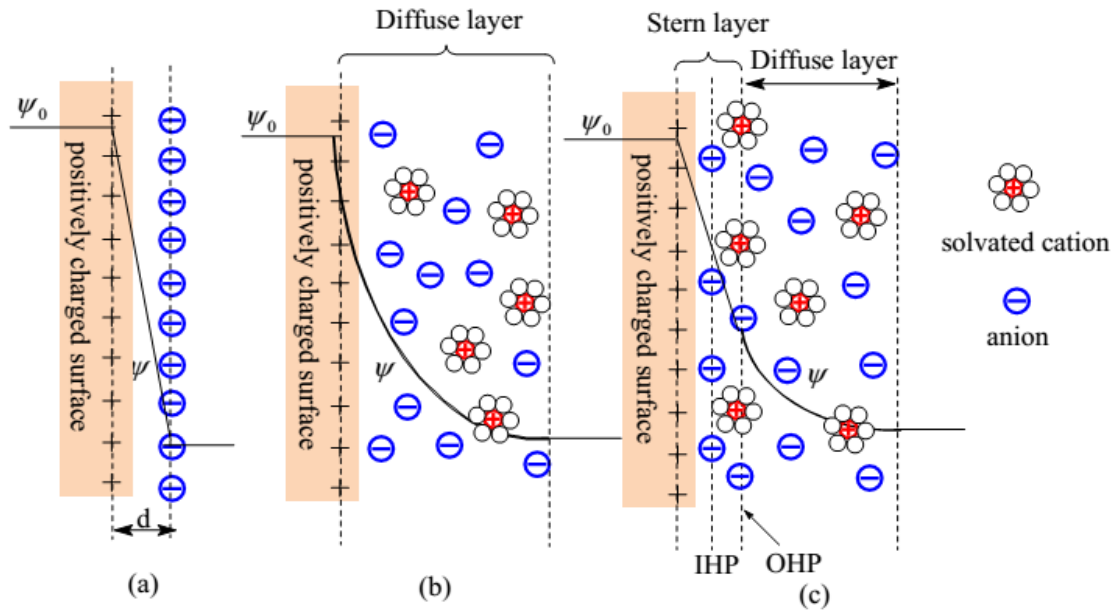 Diffuse layer
Stern layer
Diffuse layer
ψ₀
positively charged surface
ψ
d
(a)
ψ₀
positively charged surface
ψ
(b)
ψ₀
positively charged surface
ψ
IHP
OHP
(c)
solvated cation
anion